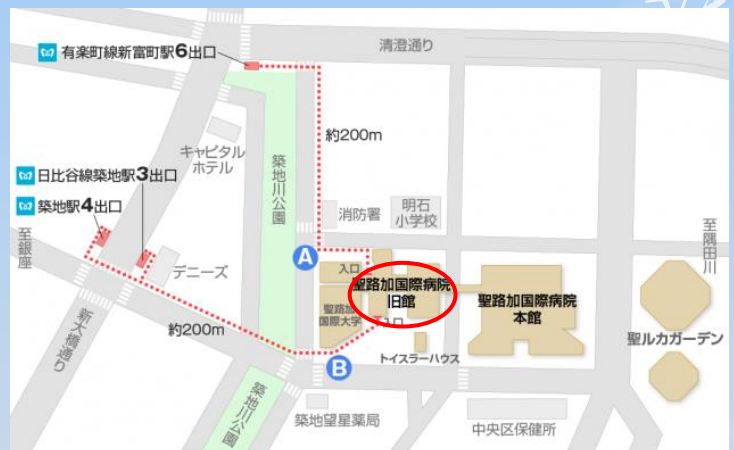 有楽町線新富町駅6出口
清澄通り
約200m
キャピタル
ホテル
築地川公園
日比谷線築地駅3出口
築地駅4出口
至銀座
消防署
明石
小学校
至隅田川
A
入口
デニーズ
聖路加国際病院
旧館
聖路加国際病院
本館
聖路加
国際大学
入口
聖ルカガーデン
新大橋通り
約200m
トイスラーハウス
B
築地川公園
築地望星薬局
中央区保健所